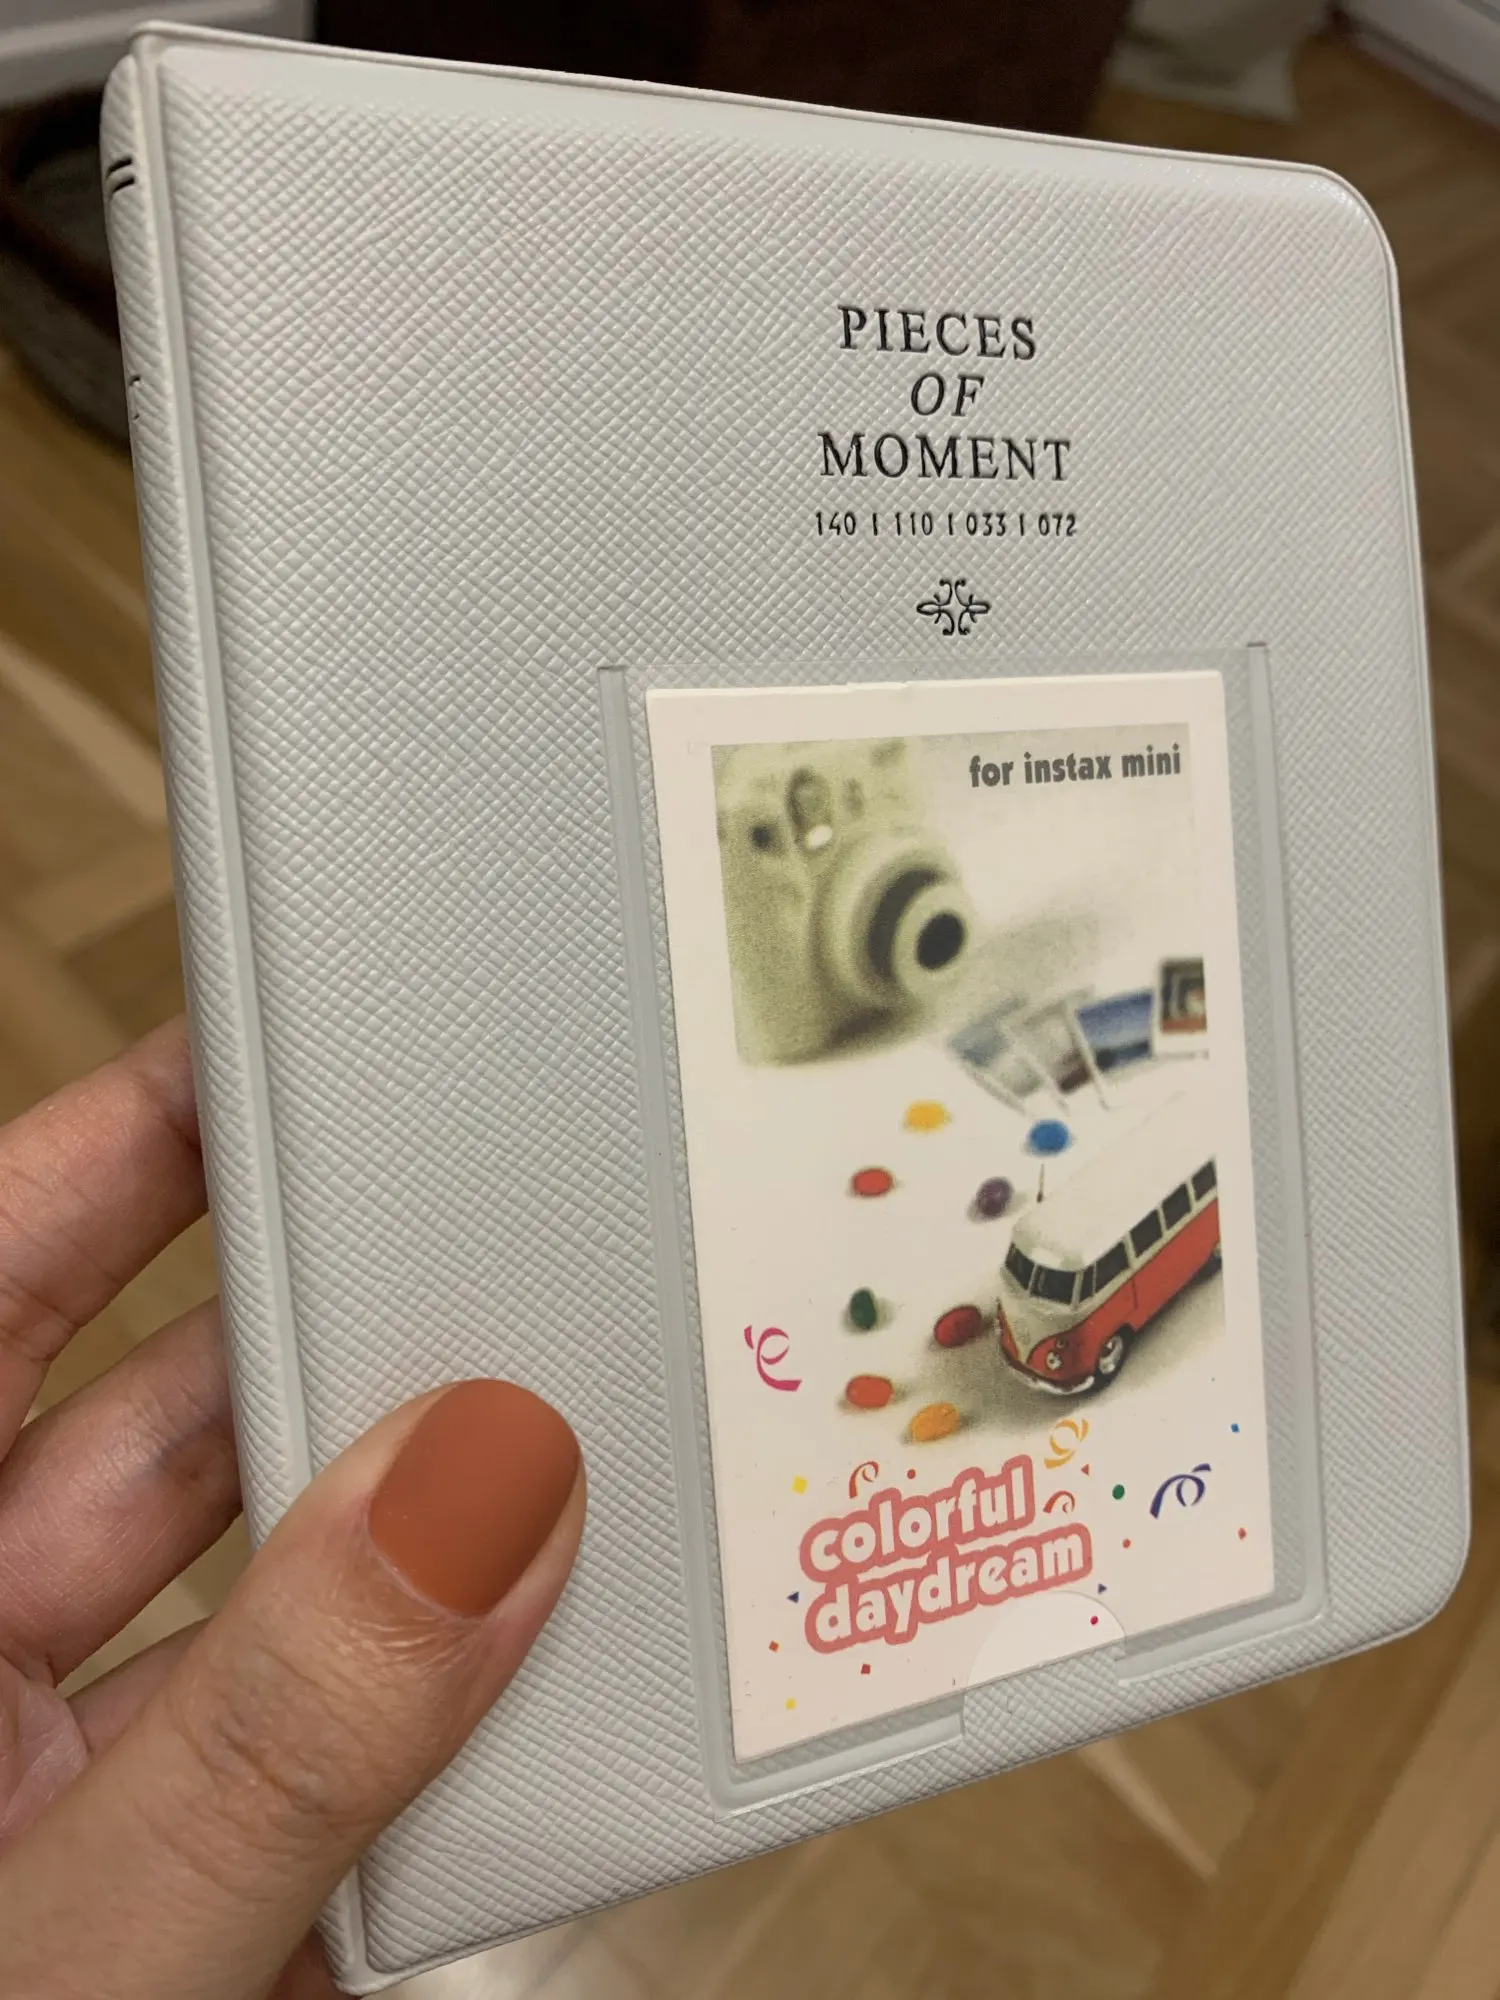 PIECES
OF
MOMENT
140 | 110 | 033 | 072
for instax mini
colorful
daydream